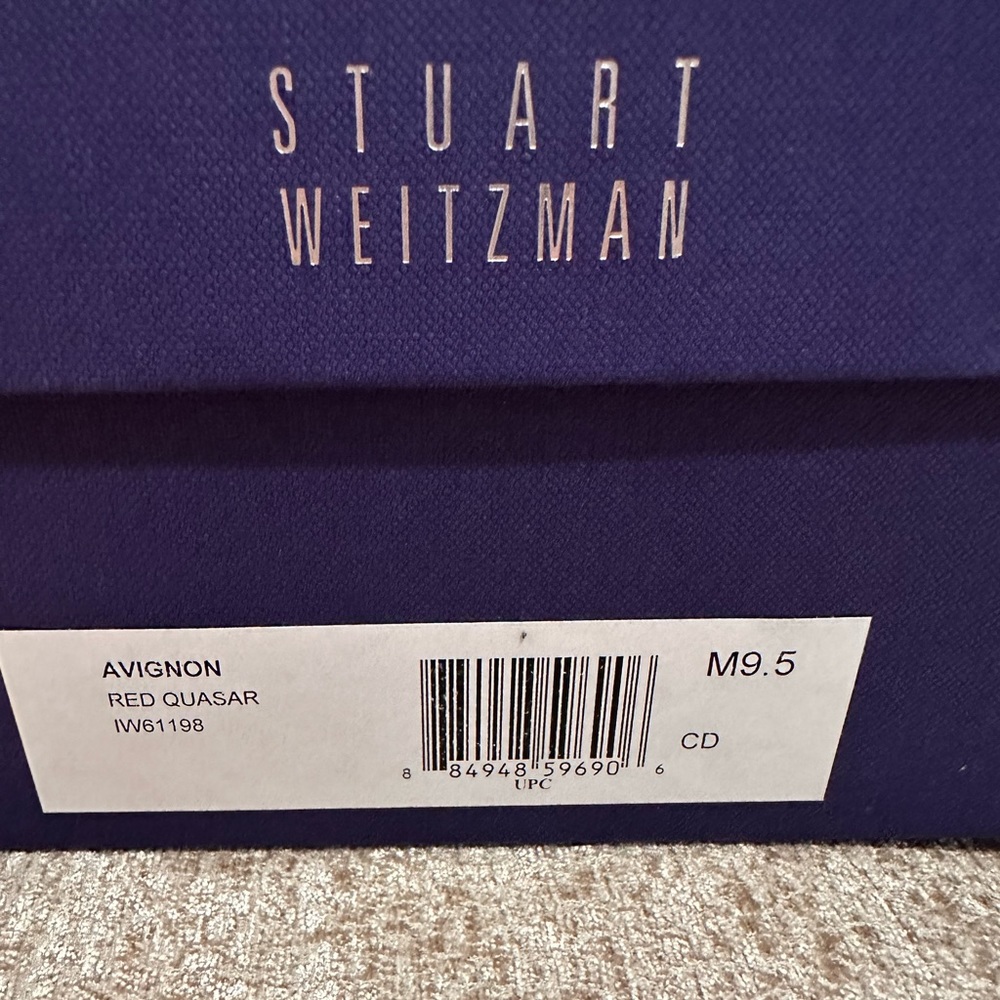 STUART
WEITZMAN
AVIGNON
RED QUASAR
IW61198
M9.5
CD
8 84948 59690 6
UPC